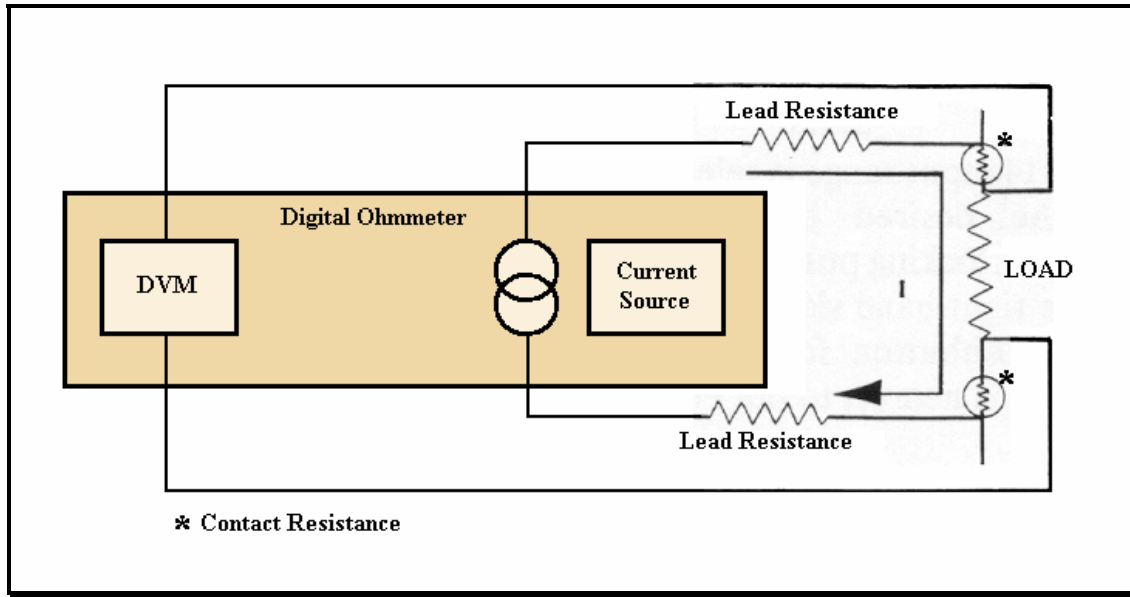 Lead Resistance
*
Digital Ohmmeter
DVM
Current
Source
I
LOAD
*
Lead Resistance
* Contact Resistance